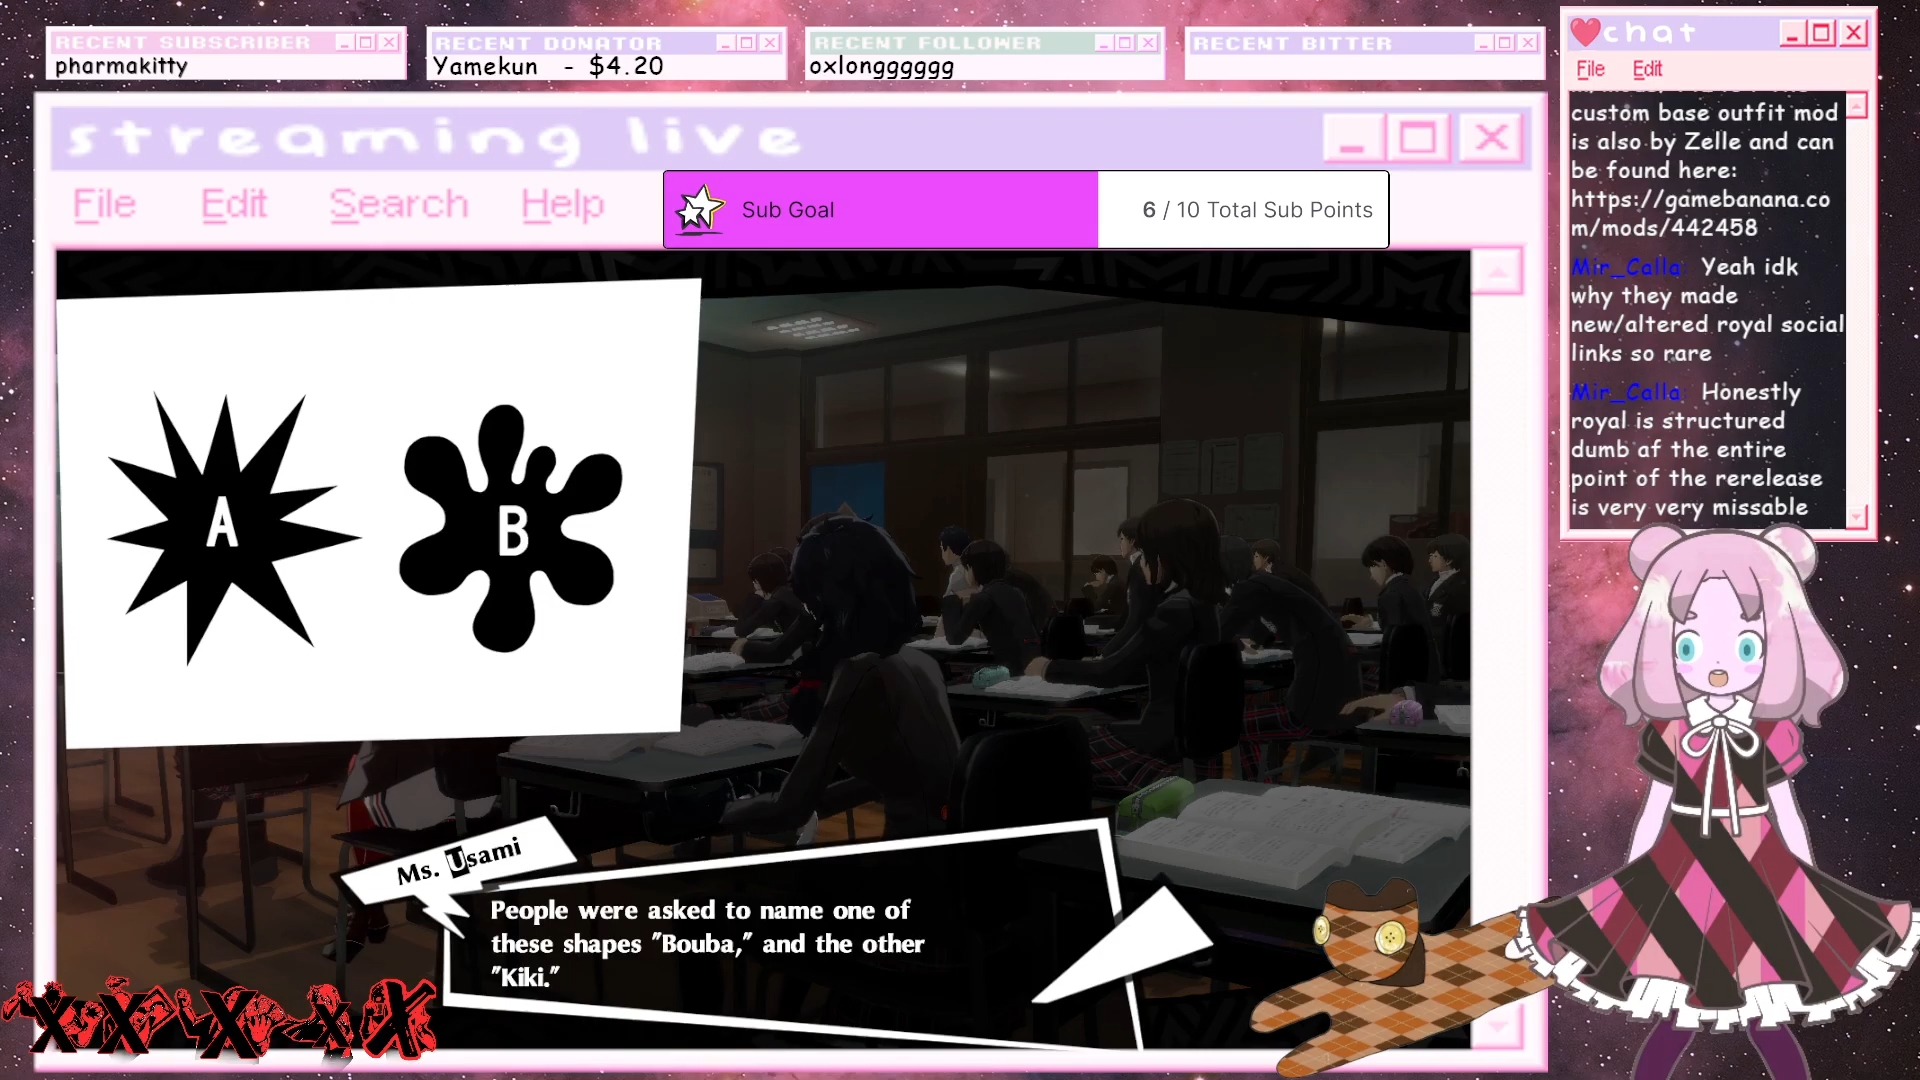 RECENT SUBSCRIBER
pharmakitty
RECENT DONATOR
Yamekun - $4.20
RECENT FOLLOWER
oxlongggggg
RECENT BITTER
streaming live
File Edit Search Help
Sub Goal 6 / 10 Total Sub Points
A B
Ms. Usami
People were asked to name one of
these shapes "Bouba," and the other
"Kiki."
chat
File Edit
custom base outfit mod
is also by Zelle and can
be found here:
https://gamebanana.co
m/mods/442458
Mir_Calla: Yeah idk
why they made
new/altered royal social
links so rare
Mir_Calla: Honestly
royal is structured
dumb af the entire
point of the rerelease
is very very missable